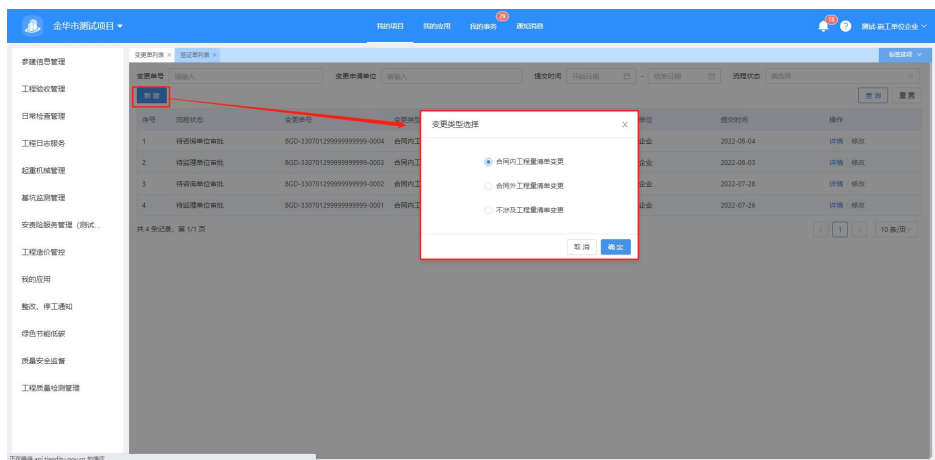 金华市测试项目 我的项目 我的应用 我的事务 29 通知消息 18 测试-施工单位企业
参建信息管理
工程验收管理
日常检查管理
工程日志服务
起重机械管理
基坑监测管理
安责险服务管理（测试...
工程造价管控
我的应用
整改、停工通知
绿色节能低碳
质量安全监督
工程质量检测管理
变更单列表 × 签证单列表 × 标签选项
变更单号 请输入 变更申请单位 请输入 提交时间 开始日期 - 结束日期 流程状态 请选择
新 建 查 询 重 置
序号 流程状态 变更单号 变更类型 单位 提交时间 操作
1 待咨询单位审批 BGD-330701299999999999-0004 合同内工 企业 2022-08-04 详情 修改
2 待监理单位审批 BGD-330701299999999999-0003 合同内工 企业 2022-08-03 详情 修改
3 待咨询单位审批 BGD-330701299999999999-0002 合同内工 企业 2022-07-28 详情 修改
4 待监理单位审批 BGD-330701299999999999-0001 合同内工 企业 2022-07-26 详情 修改
共 4 条记录，第 1/1 页 < 1 > 10 条/页
变更类型选择 ×
合同内工程量清单变更
合同外工程量清单变更
不涉及工程量清单变更
取 消 确 定